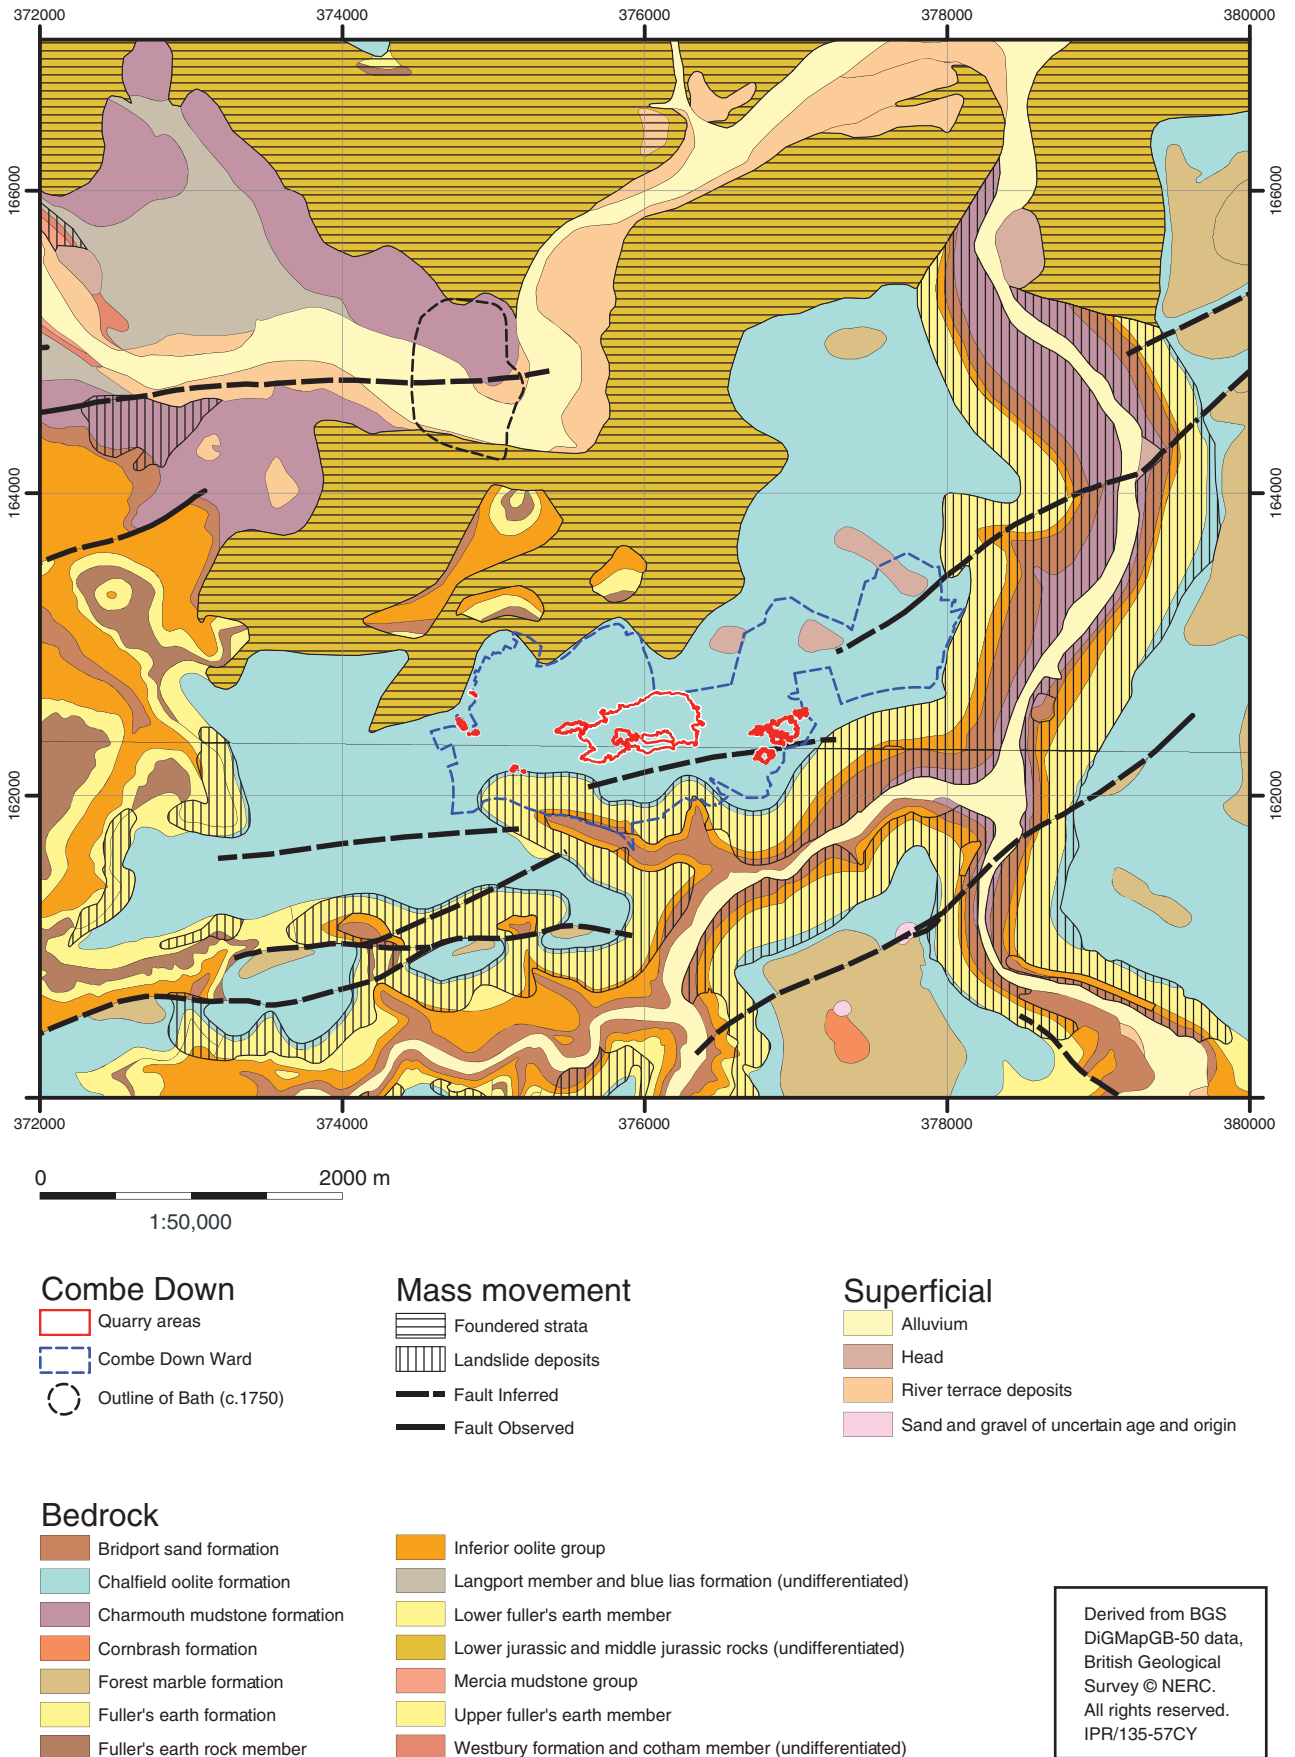 372000 374000 376000 378000 380000
166000 166000
164000 164000
162000 162000
372000 374000 376000 378000 380000
0 2000 m
1:50,000
Combe Down
Quarry areas
Combe Down Ward
Outline of Bath (c.1750)
Mass movement
Foundered strata
Landslide deposits
Fault Inferred
Fault Observed
Superficial
Alluvium
Head
River terrace deposits
Sand and gravel of uncertain age and origin
Bedrock
Bridport sand formation
Chalfield oolite formation
Charmouth mudstone formation
Cornbrash formation
Forest marble formation
Fuller's earth formation
Fuller's earth rock member
Inferior oolite group
Langport member and blue lias formation (undifferentiated)
Lower fuller's earth member
Lower jurassic and middle jurassic rocks (undifferentiated)
Mercia mudstone group
Upper fuller's earth member
Westbury formation and cotham member (undifferentiated)
Derived from BGS
DiGMapGB-50 data,
British Geological
Survey © NERC.
All rights reserved.
IPR/135-57CY